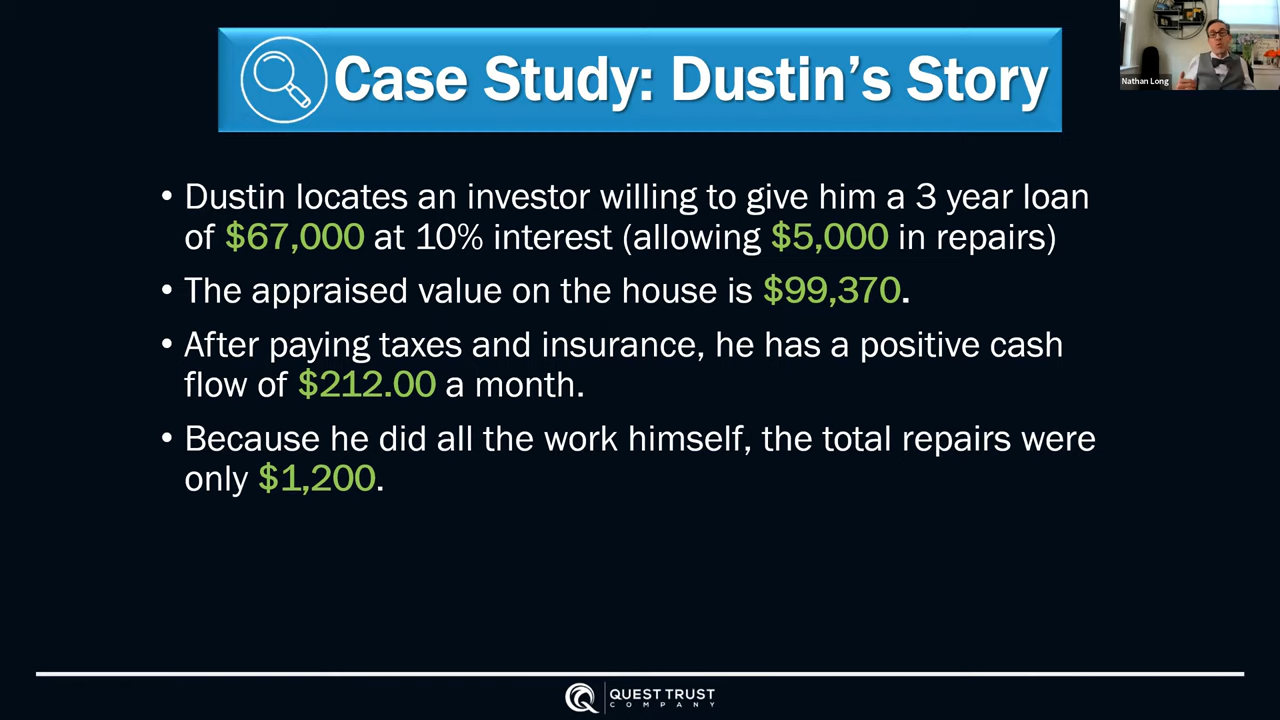 Case Study: Dustin’s Story
Nathan Long
• Dustin locates an investor willing to give him a 3 year loan
of $67,000 at 10% interest (allowing $5,000 in repairs)
• The appraised value on the house is $99,370.
• After paying taxes and insurance, he has a positive cash
flow of $212.00 a month.
• Because he did all the work himself, the total repairs were
only $1,200.
QUEST TRUST
COMPANY